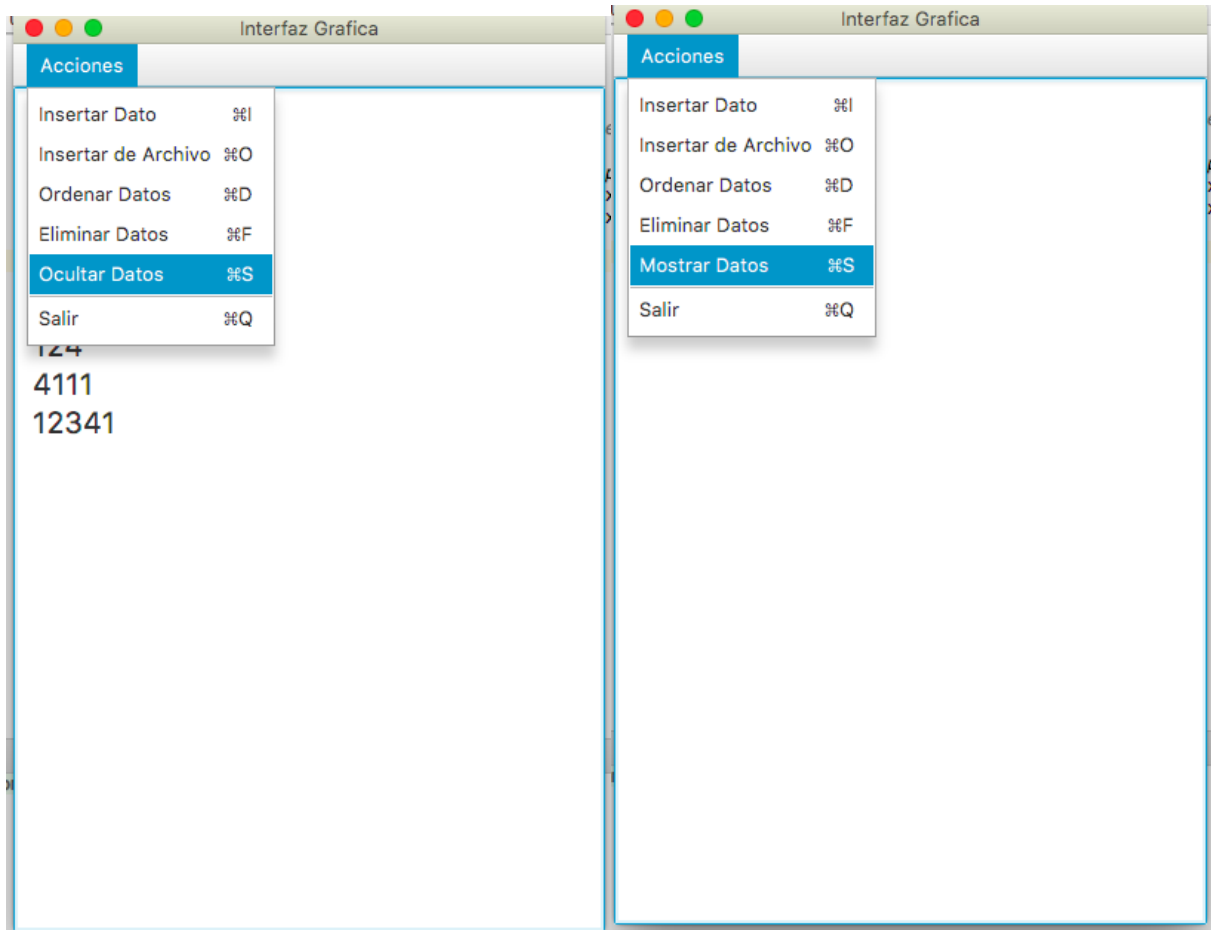 Interfaz Grafica
Acciones
Insertar Dato ⌘I
Insertar de Archivo ⌘O
Ordenar Datos ⌘D
Eliminar Datos ⌘F
Ocultar Datos ⌘S
Salir ⌘Q
124
4111
12341
Interfaz Grafica
Acciones
Insertar Dato ⌘I
Insertar de Archivo ⌘O
Ordenar Datos ⌘D
Eliminar Datos ⌘F
Mostrar Datos ⌘S
Salir ⌘Q